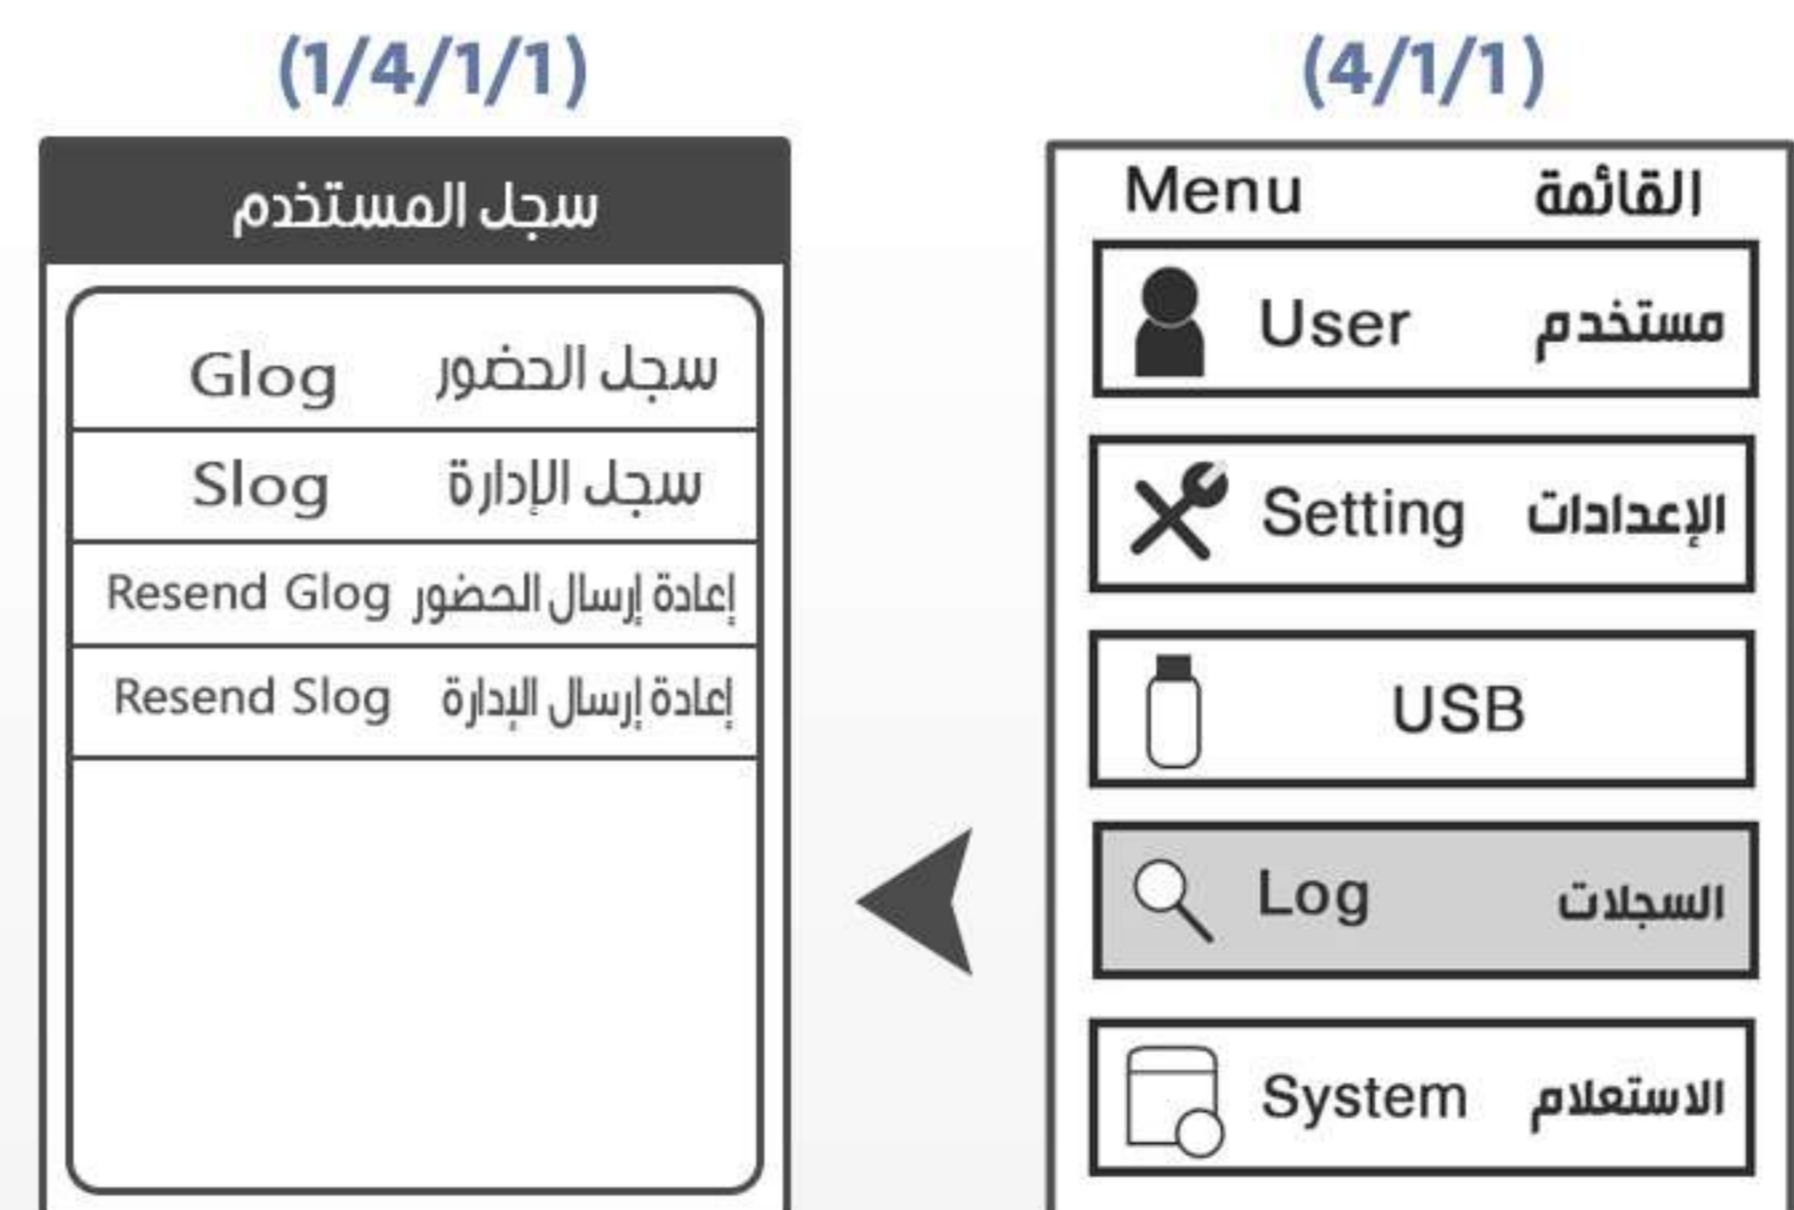 (4/1/1)
القائمة Menu
مستخدم User
الإعدادات Setting
USB
السجلات Log
الاستعلام System
(1/4/1/1)
سجل المستخدم
سجل الحضور Glog
سجل الإدارة Slog
إعادة إرسال الحضور Resend Glog
إعادة إرسال الإدارة Resend Slog